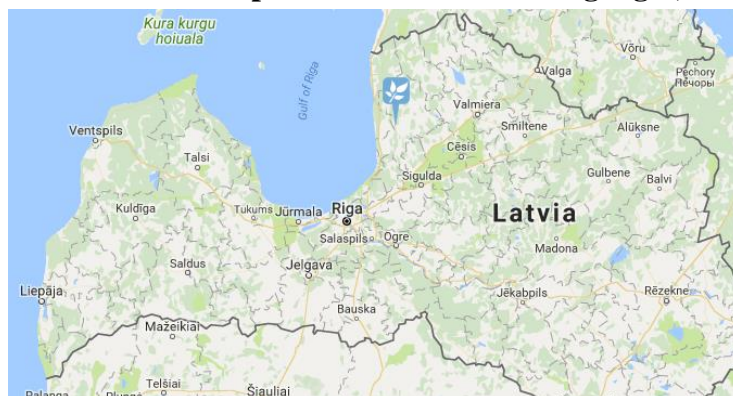 Kura kurgu
hoiuala
Gulf of Riga
Võru
Valga
Pechory
Печоры
Valmiera
Ventspils
Smiltene
Alūksne
Talsi
Cēsis
Sigulda
Gulbene
Balvi
Kuldīga
Tukums
Jūrmala
Riga
Latvia
Salaspils
Ogre
Madona
Saldus
Jelgava
Liepāja
Jēkabpils
Rēzekne
Bauska
Mažeikiai
Telšiai
Šiauliai
Palanga